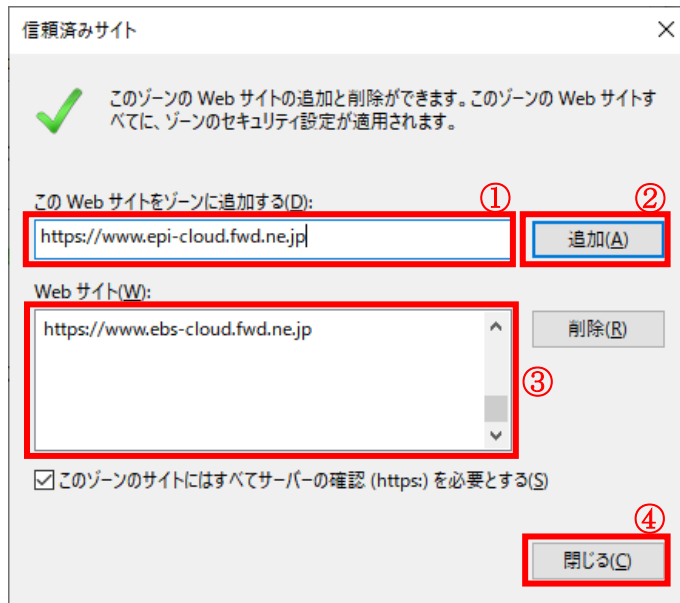 信頼済みサイト
このゾーンの Web サイトの追加と削除ができます。このゾーンの Web サイトす
べてに、ゾーンのセキュリティ設定が適用されます。
この Web サイトをゾーンに追加する(D):
①
②
https://www.epi-cloud.fwd.ne.jp
追加(A)
Web サイト(W):
https://www.ebs-cloud.fwd.ne.jp
削除(R)
③
このゾーンのサイトにはすべてサーバーの確認 (https:) を必要とする(S)
④
閉じる(C)